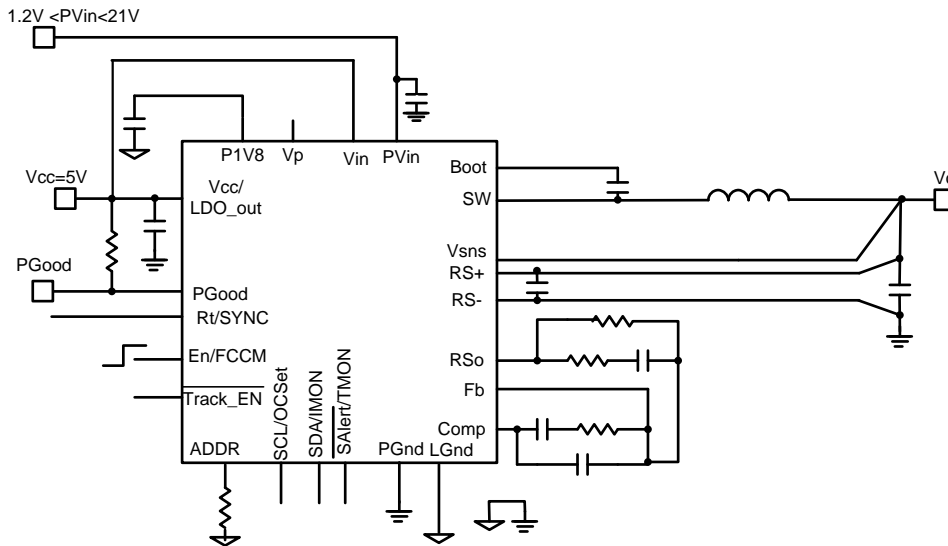 1.2V <PVin<21V
P1V8
Vp
Vin
PVin
Boot
SW
Vcc=5V
Vcc/
LDO_out
Vsns
RS+
RS-
PGood
PGood
Rt/SYNC
En/FCCM
Track_EN
RSo
Fb
Comp
ADDR
SCL/OCSet
SDA/IMON
SAlert/TMON
PGnd
LGnd